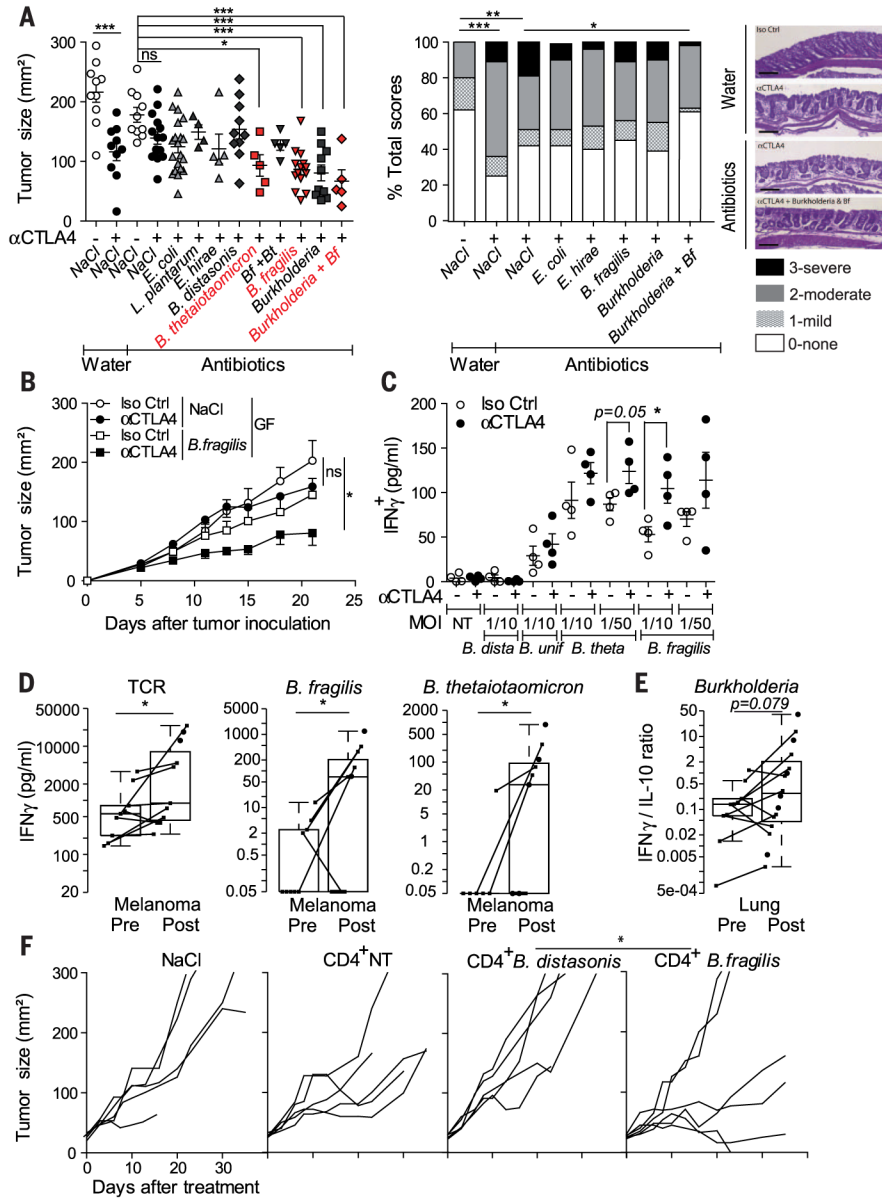 A
Tumor size (mm²)
300
200
100
0
***
ns
***
***
***
*
αCTLA4
- + - + + + + + + + + + +
NaCl
NaCl
NaCl
NaCl
E. coli
L. plantarum
E. hirae
B. distasonis
B. thetaiotaomicron
Bf +Bt
B. fragilis
Burkholderia
Burkholderia + Bf
Water
Antibiotics
% Total scores
100
80
60
40
20
0
**
***
*
- + + + + + + +
NaCl
NaCl
NaCl
E. coli
E. hirae
B. fragilis
Burkholderia
Burkholderia + Bf
Water
Antibiotics
Iso Ctrl
αCTLA4
αCTLA4
αCTLA4 + Burkholderia & Bf
Water
Antibiotics
3-severe
2-moderate
1-mild
0-none
B
Tumor size (mm²)
300
200
100
0
Iso Ctrl
αCTLA4
NaCl
Iso Ctrl
αCTLA4
B.fragilis
GF
ns
*
0 5 10 15 20 25
Days after tumor inoculation
C
IFNγ (pg/ml)
+
200
150
100
50
0
Iso Ctrl
αCTLA4
p=0.05
*
αCTLA4
- + - + - + - + - + - + - +
MOI
NT 1/10 1/10 1/10 1/50 1/10 1/50
B. dista B. unif B. theta B. fragilis
D
TCR
*
IFNγ (pg/ml)
50000
10000
2000
500
100
20
Melanoma
Pre Post
B. fragilis
*
1000
200
50
10
2
0.5
0.05
Melanoma
Pre Post
B. thetaiotaomicron
*
2000
500
100
20
5
1
0.2
0.05
Melanoma
Pre Post
E
Burkholderia
p=0.079
IFNγ / IL-10 ratio
50
10
2
0.5
0.1
0.02
0.005
5e-04
Lung
Pre Post
F
Tumor size (mm²)
300
200
100
0
NaCl
CD4+NT
CD4+B. distasonis
*
CD4+ B.fragilis
0 10 20 30
Days after treatment